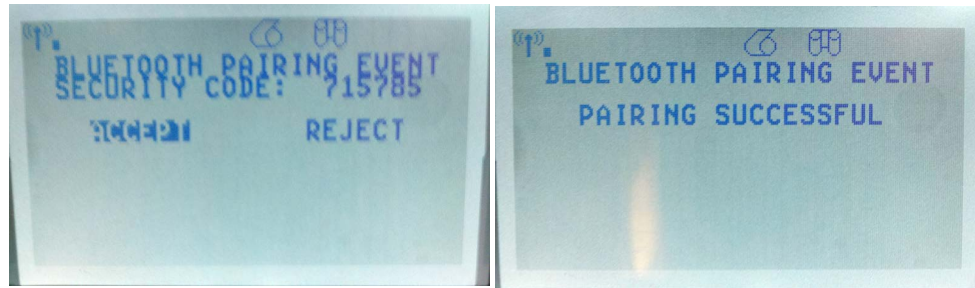 BLUETOOTH PAIRING EVENT
SECURITY CODE: 715785
ACCEPT REJECT
BLUETOOTH PAIRING EVENT
PAIRING SUCCESSFUL